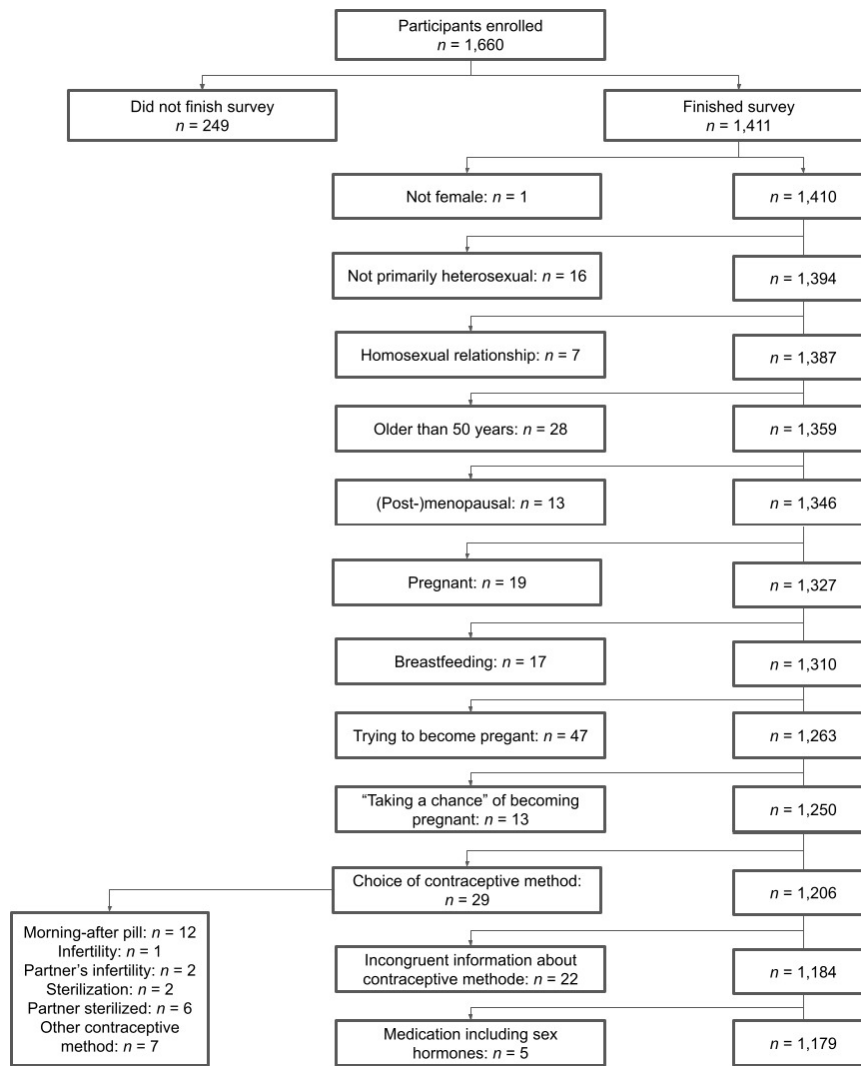 Participants enrolled
n = 1,660
Did not finish survey
n = 249
Finished survey
n = 1,411
Not female: n = 1
n = 1,410
Not primarily heterosexual: n = 16
n = 1,394
Homosexual relationship: n = 7
n = 1,387
Older than 50 years: n = 28
n = 1,359
(Post-)menopausal: n = 13
n = 1,346
Pregnant: n = 19
n = 1,327
Breastfeeding: n = 17
n = 1,310
Trying to become pregant: n = 47
n = 1,263
“Taking a chance” of becoming
pregnant: n = 13
n = 1,250
Choice of contraceptive method:
n = 29
n = 1,206
Morning-after pill: n = 12
Infertility: n = 1
Partner’s infertility: n = 2
Sterilization: n = 2
Partner sterilized: n = 6
Other contraceptive
method: n = 7
Incongruent information about
contraceptive methode: n = 22
n = 1,184
Medication including sex
hormones: n = 5
n = 1,179